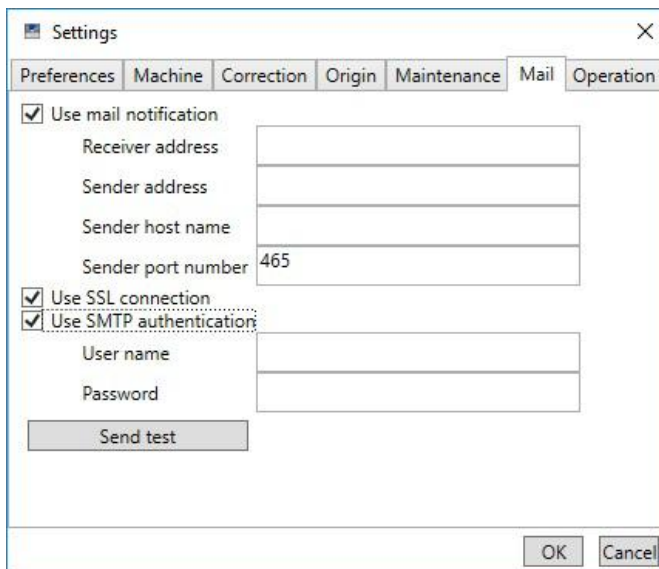 Settings
Preferences Machine Correction Origin Maintenance Mail Operation
Use mail notification
Receiver address
Sender address
Sender host name
Sender port number 465
Use SSL connection
Use SMTP authentication
User name
Password
Send test
OK Cancel